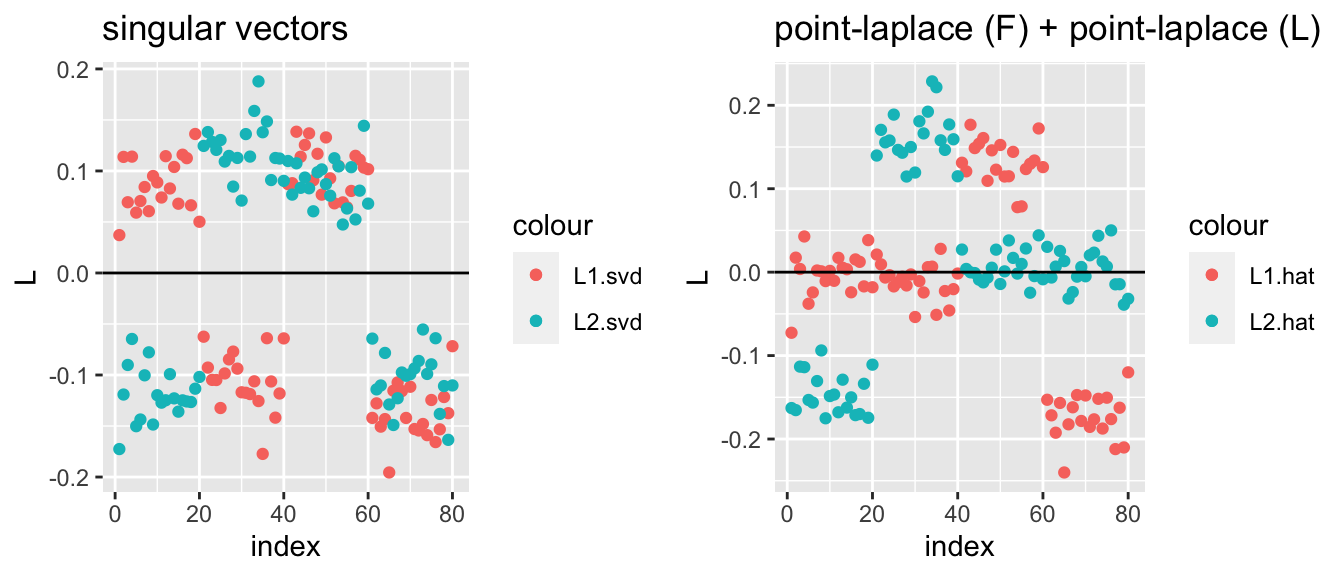 singular vectors
0.2
0.1
0.0
-0.1
-0.2
L
0
20
40
60
80
index
colour
L1.svd
L2.svd
point-laplace (F) + point-laplace (L)
0.2
0.1
0.0
-0.1
-0.2
L
0
20
40
60
80
index
colour
L1.hat
L2.hat